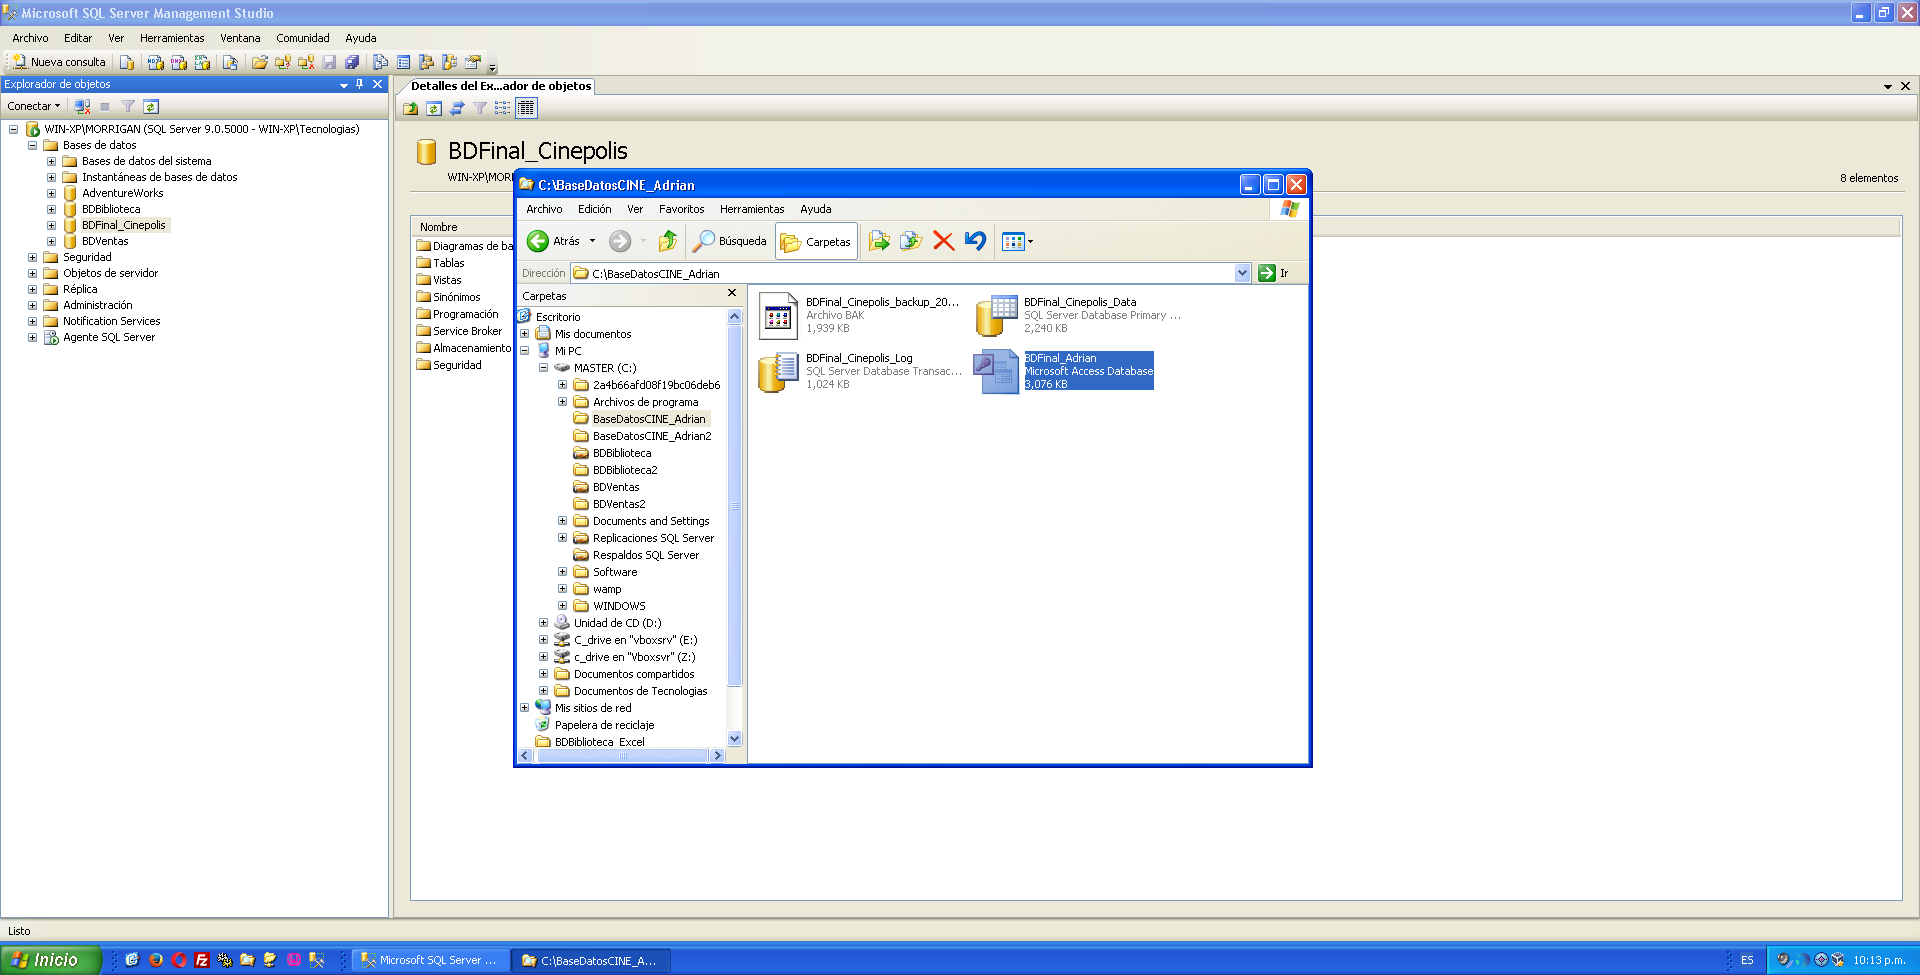 Microsoft SQL Server Management Studio
Archivo Editar Ver Herramientas Ventana Comunidad Ayuda
Nueva consulta
Explorador de objetos
Conectar
WIN-XP\MORRIGAN (SQL Server 9.0.5000 - WIN-XP\Tecnologias)
Bases de datos
Bases de datos del sistema
Instantáneas de bases de datos
AdventureWorks
BDBiblioteca
BDFinal_Cinepolis
BDVentas
Seguridad
Objetos de servidor
Réplica
Administración
Notification Services
Agente SQL Server
Detalles del Ex...ador de objetos
BDFinal_Cinepolis
WIN-XP\MOR
8 elementos
Nombre
Diagramas de ba
Tablas
Vistas
Sinónimos
Programación
Service Broker
Almacenamiento
Seguridad
C:\BaseDatosCINE_Adrian
Archivo Edición Ver Favoritos Herramientas Ayuda
Atrás Búsqueda Carpetas
Dirección C:\BaseDatosCINE_Adrian Ir
Carpetas
Escritorio
Mis documentos
Mi PC
MASTER (C:)
2a4b66afd08f19bc06deb6
Archivos de programa
BaseDatosCINE_Adrian
BaseDatosCINE_Adrian2
BDBiblioteca
BDBiblioteca2
BDVentas
BDVentas2
Documents and Settings
Replicaciones SQL Server
Respaldos SQL Server
Software
wamp
WINDOWS
Unidad de CD (D:)
C_drive en "vboxsrv" (E:)
c_drive en "Vboxsvr" (Z:)
Documentos compartidos
Documentos de Tecnologias
Mis sitios de red
Papelera de reciclaje
BDBiblioteca_Excel
BDFinal_Cinepolis_backup_20...
Archivo BAK
1,939 KB
BDFinal_Cinepolis_Data
SQL Server Database Primary ...
2,240 KB
BDFinal_Cinepolis_Log
SQL Server Database Transac...
1,024 KB
BDFinal_Adrian
Microsoft Access Database
3,076 KB
Listo
Inicio
Microsoft SQL Server ...
C:\BaseDatosCINE_A...
ES
10:13 p.m.